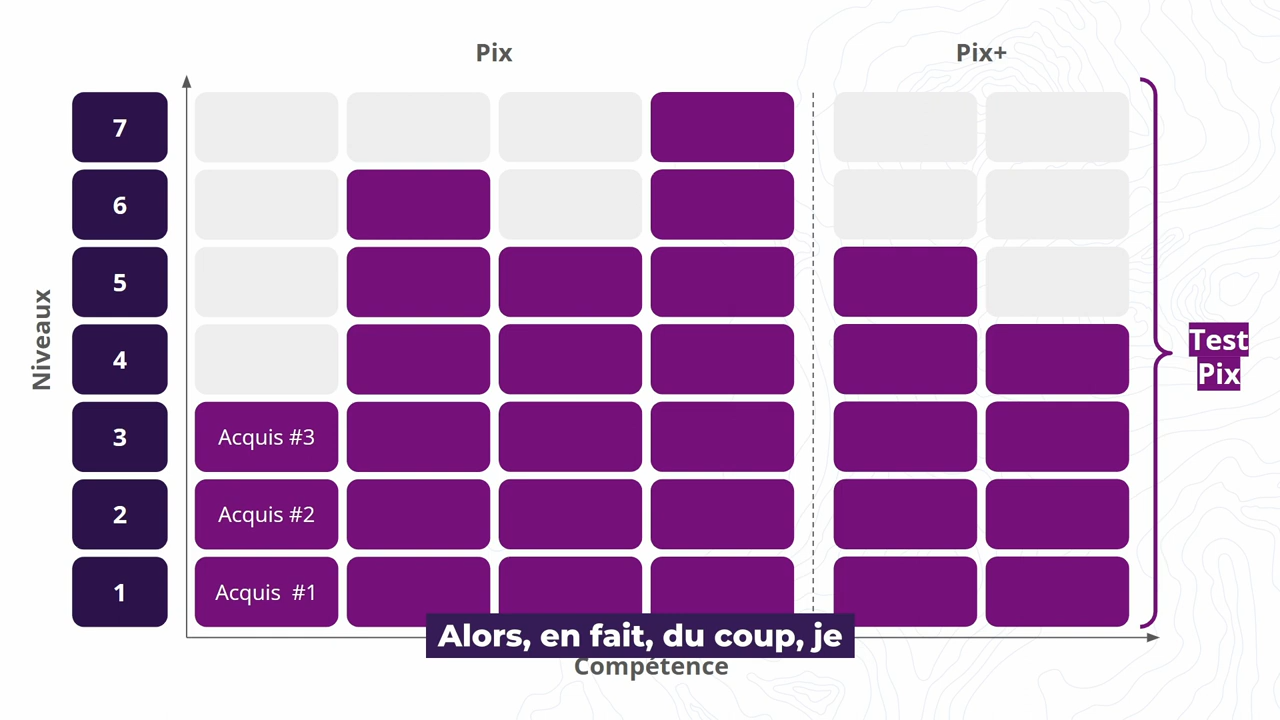 Pix
Pix+
7
6
5
4
3
2
1
Niveaux
Acquis #3
Acquis #2
Acquis #1
Test
Pix
Alors, en fait, du coup, je
Compétence